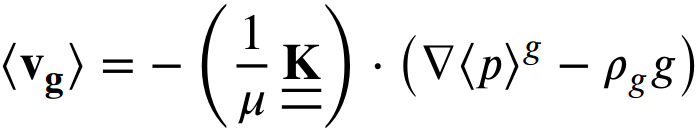 ⟨𝐯_𝐠⟩ = − (1/μ 𝐊̳) · (∇⟨p⟩^g − ρ_g g)